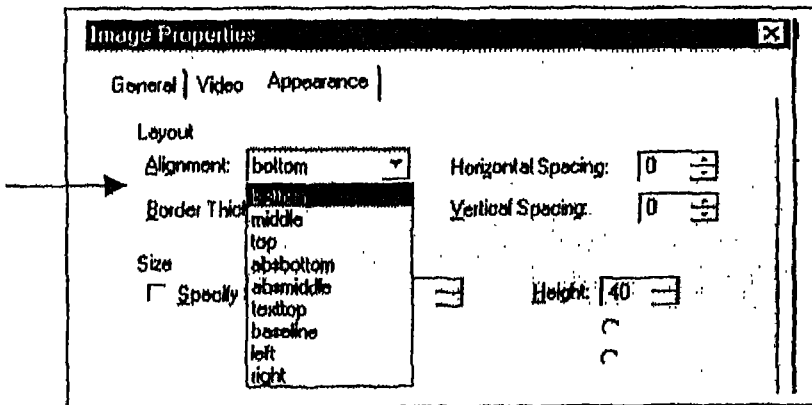 Image Properties
General Video Appearance
Layout
Alignment: bottom Horizontal Spacing: 0
bottom
Border Thick Vertical Spacing: 0
middle
top
Size absbottom
Specify absmiddle Height: 40
texttop
baseline
left
right